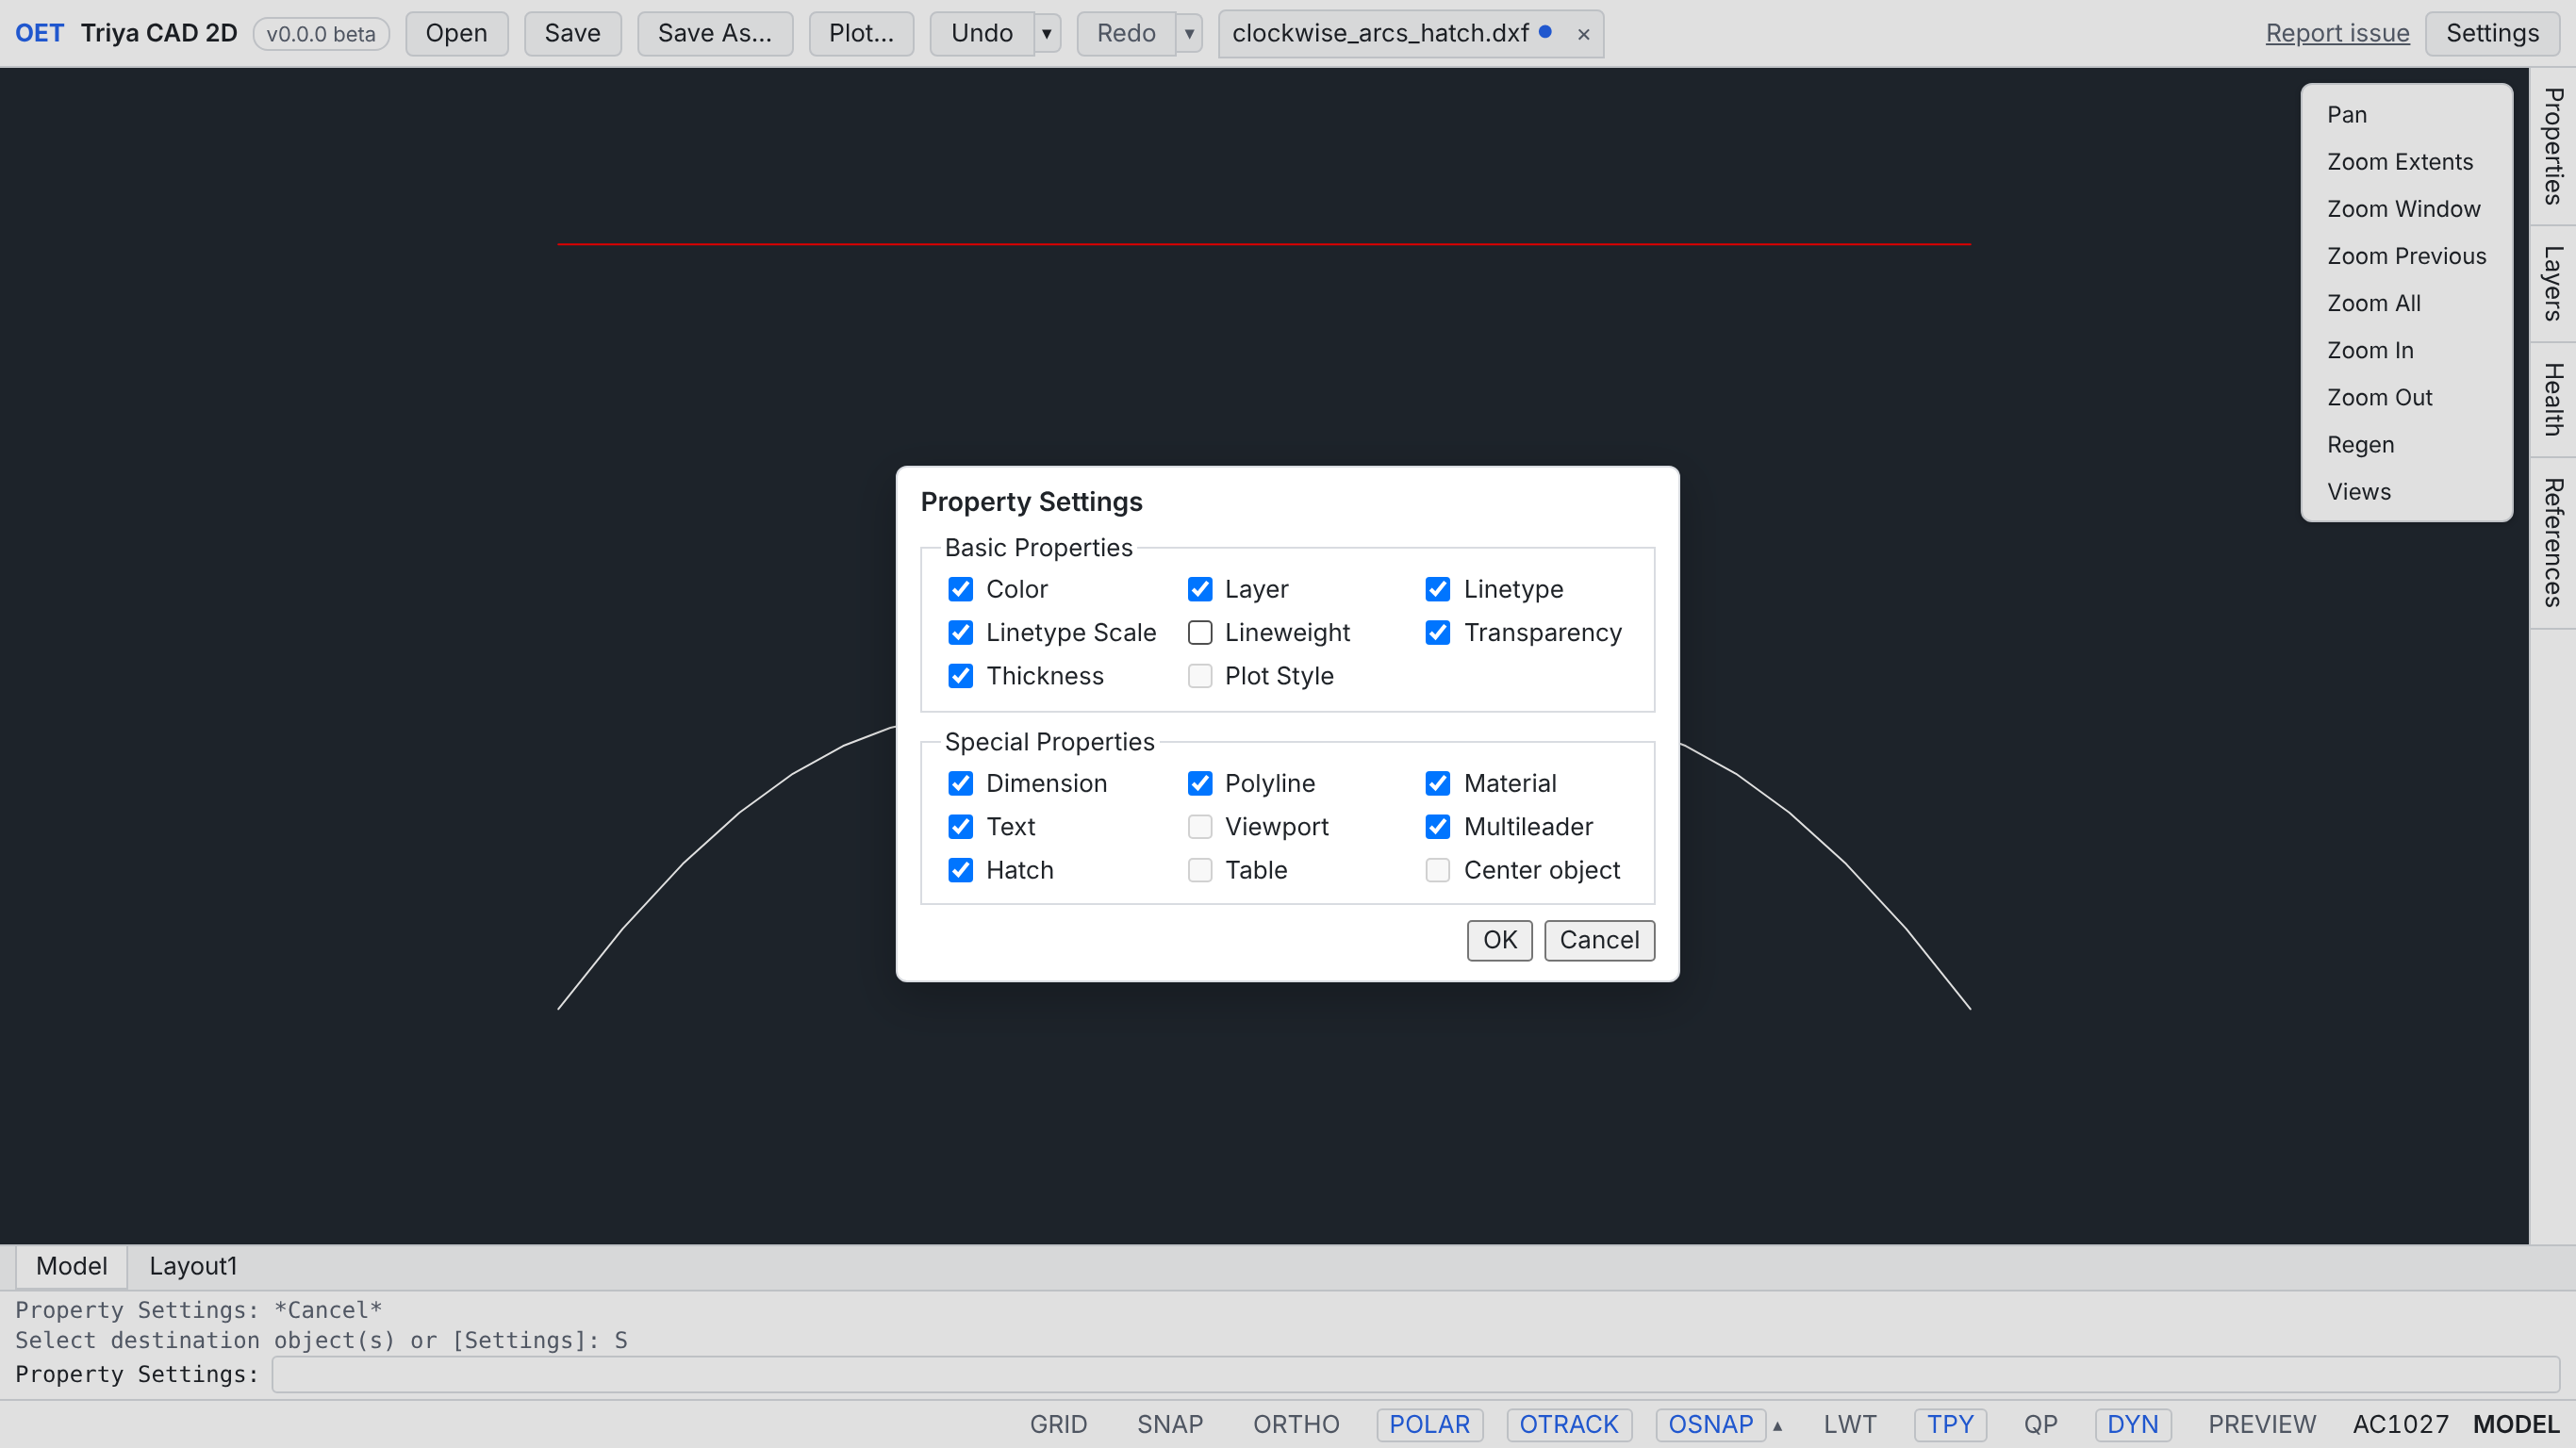 OET Triya CAD 2D v0.0.0 beta Open Save Save As... Plot... Undo ▾ Redo ▾ clockwise_arcs_hatch.dxf × Report issue Settings
Pan
Zoom Extents
Zoom Window
Zoom Previous
Zoom All
Zoom In
Zoom Out
Regen
Views
Properties
Layers
Health
References
Property Settings
Basic Properties
Color Layer Linetype
Linetype Scale Lineweight Transparency
Thickness Plot Style
Special Properties
Dimension Polyline Material
Text Viewport Multileader
Hatch Table Center object
OK Cancel
Model Layout1
Property Settings: *Cancel*
Select destination object(s) or [Settings]: S
Property Settings:
GRID SNAP ORTHO POLAR OTRACK OSNAP ▴ LWT TPY QP DYN PREVIEW AC1027 MODEL